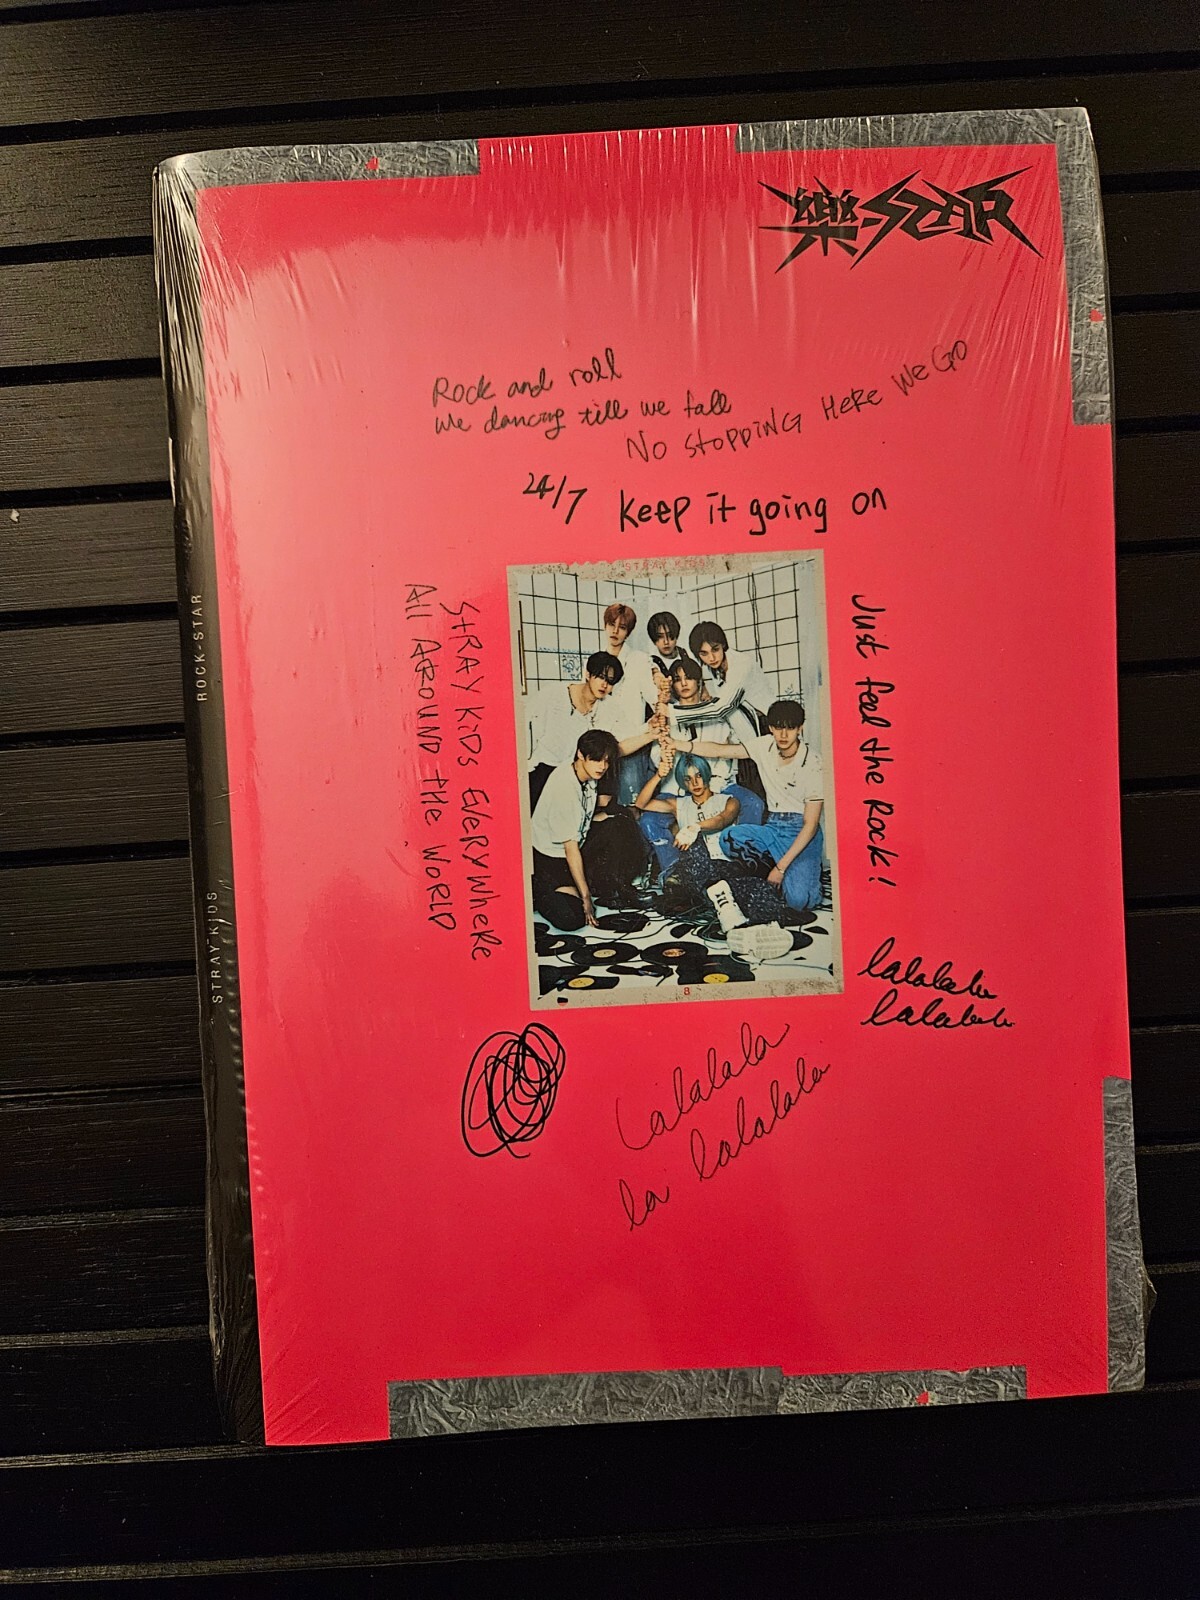 樂-STAR
Rock and roll
We dancing till we fall
No stopping Here We Go
24/7 keep it going on
STRAY KIDS
Stray Kids Everywhere
All Around the World
Just feel the Rock!
lalalala
lalalala
Lalalala
la lalalala
8
ROCK-STAR
STRAY KIDS